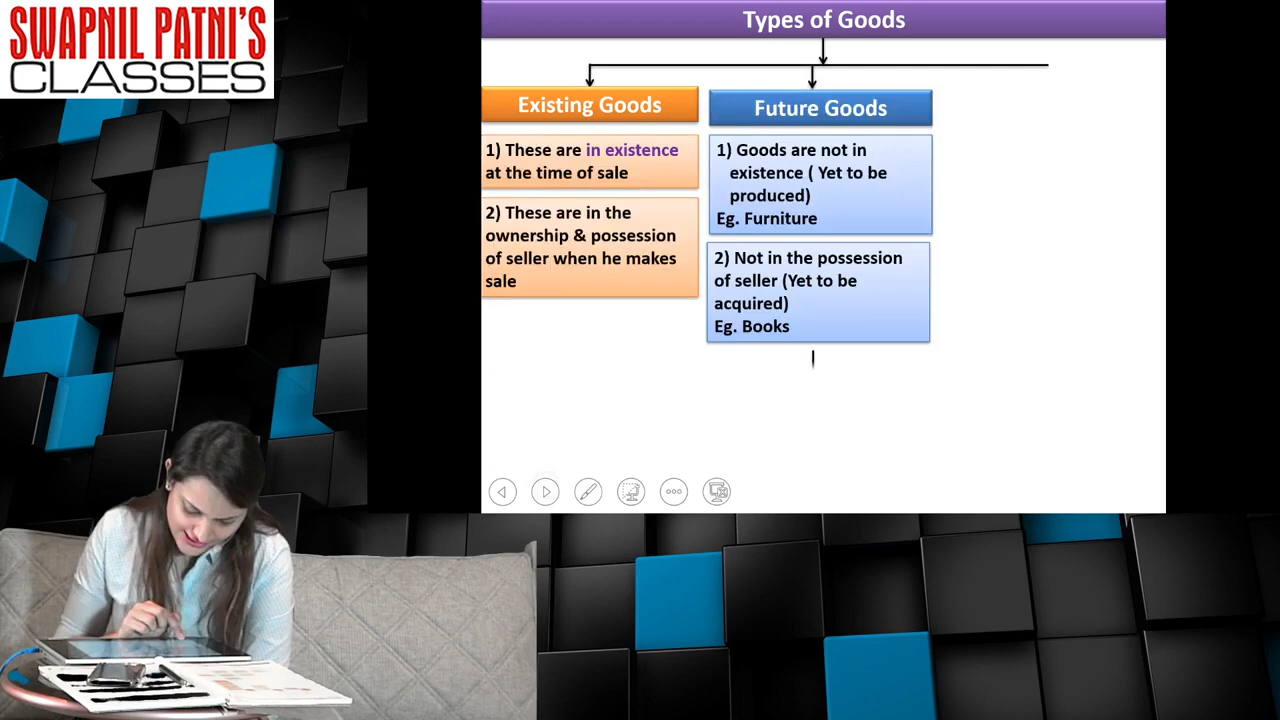 SWAPNIL PATNI'S
CLASSES
Types of Goods
Existing Goods
1) These are in existence
at the time of sale
2) These are in the
ownership & possession
of seller when he makes
sale
Future Goods
1) Goods are not in
existence ( Yet to be
produced)
Eg. Furniture
2) Not in the possession
of seller (Yet to be
acquired)
Eg. Books